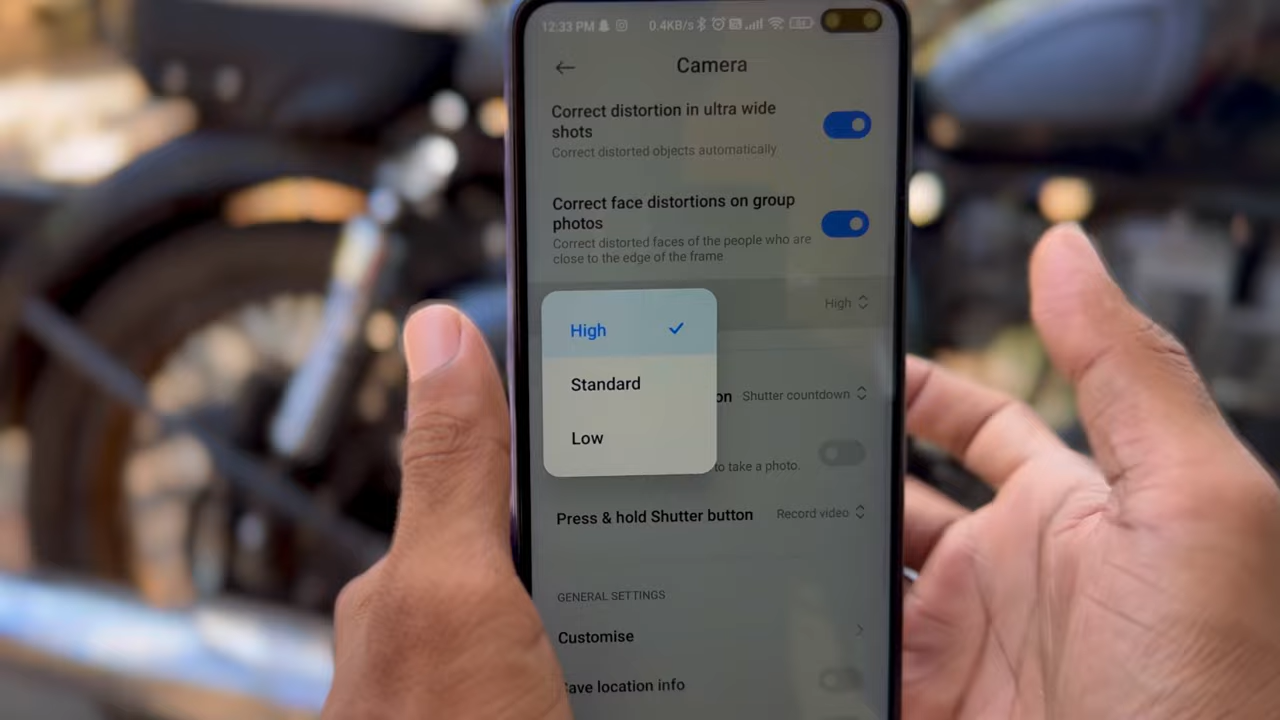 12:33 PM 0.4KB/s
Camera
Correct distortion in ultra wide
shots
Correct distorted objects automatically
Correct face distortions on group
photos
Correct distorted faces of the people who are
close to the edge of the frame
High
High
Standard
on Shutter countdown
Low
to take a photo.
Press & hold Shutter button Record video
GENERAL SETTINGS
Customise
Save location info